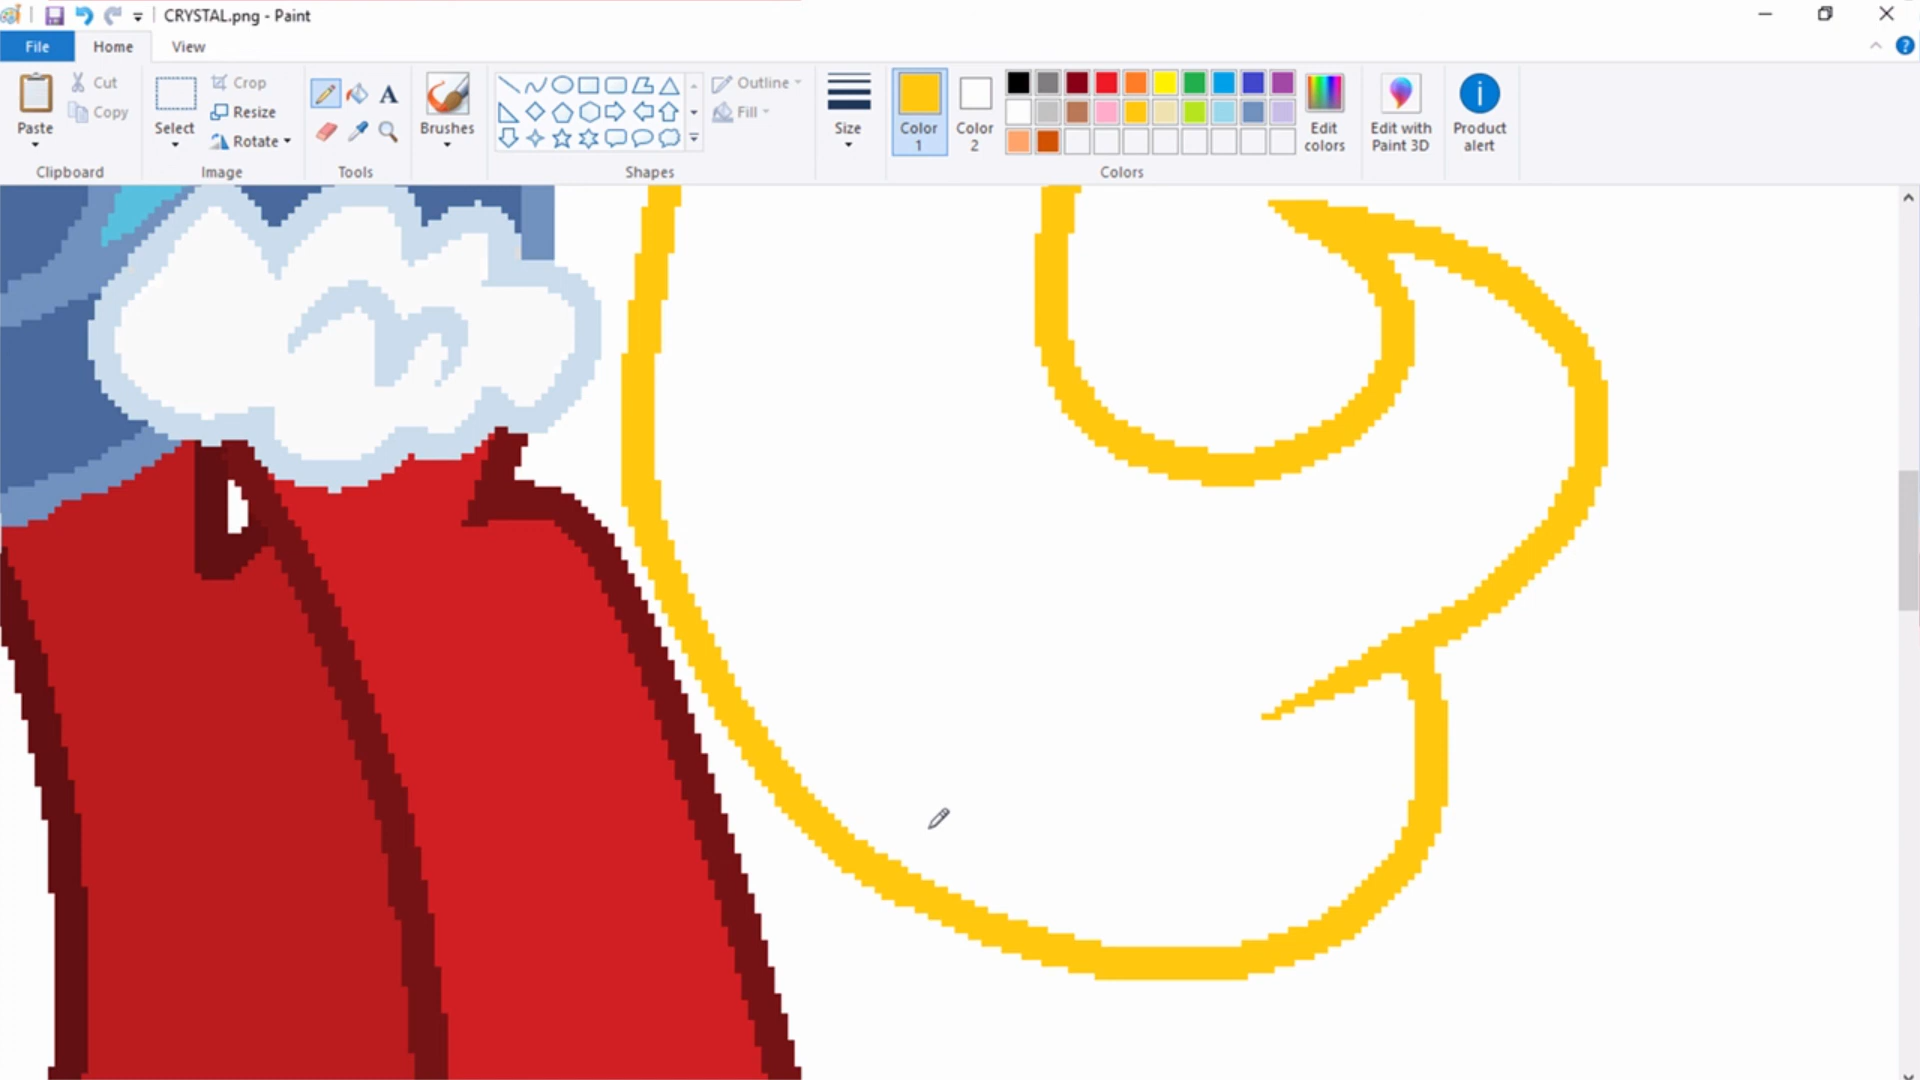 CRYSTAL.png - Paint
File Home View
Paste
Cut
Copy
Clipboard
Select
Crop
Resize
Rotate
Image
A
Tools
Brushes
Shapes
Outline
Fill
Size
Color 1
Color 2
Edit colors
Colors
Edit with Paint 3D
Product alert